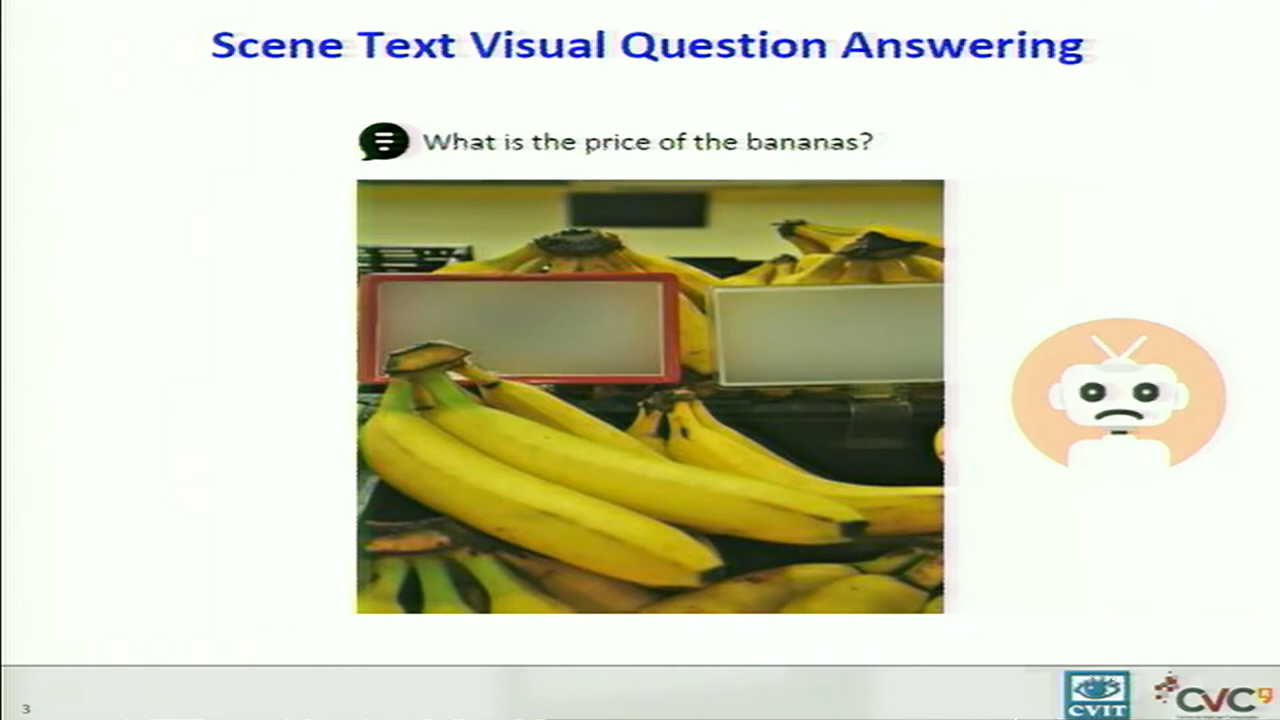 Scene Text Visual Question Answering
What is the price of the bananas?
3
CVIT
CVC